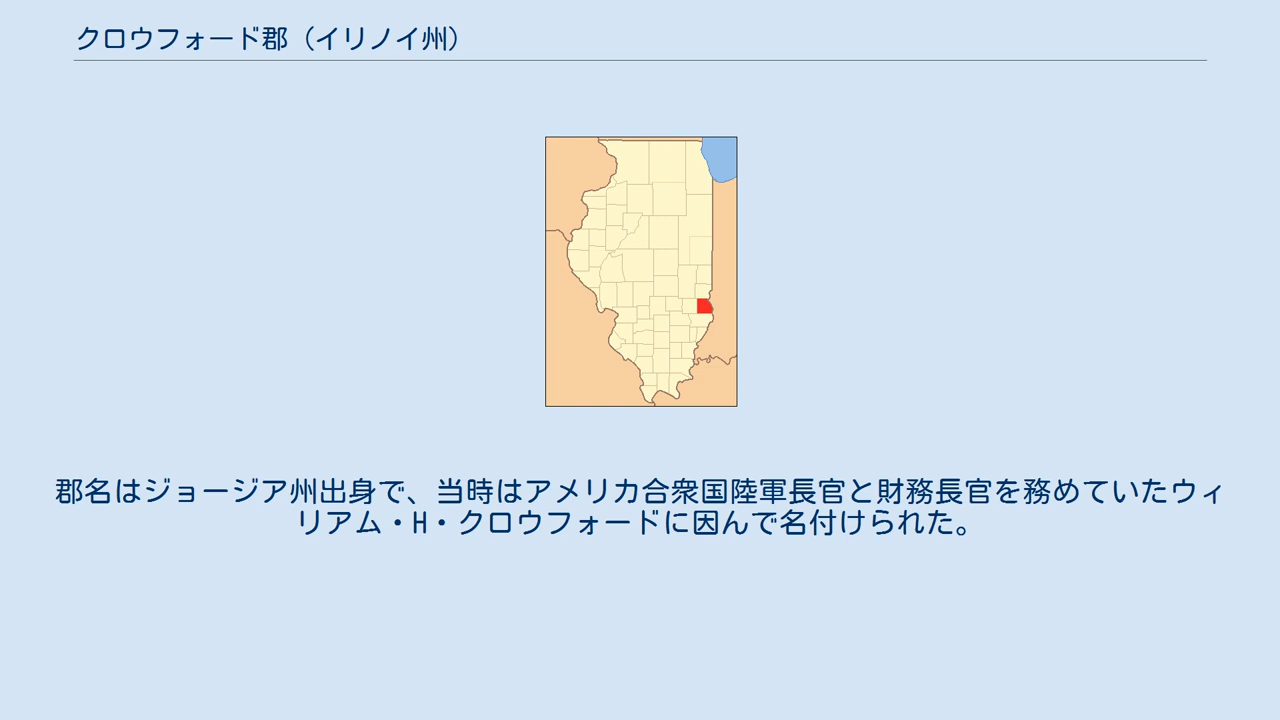 クロウフォード郡（イリノイ州）
郡名はジョージア州出身で、当時はアメリカ合衆国陸軍長官と財務長官を務めていたウィ
リアム・H・クロウフォードに因んで名付けられた。